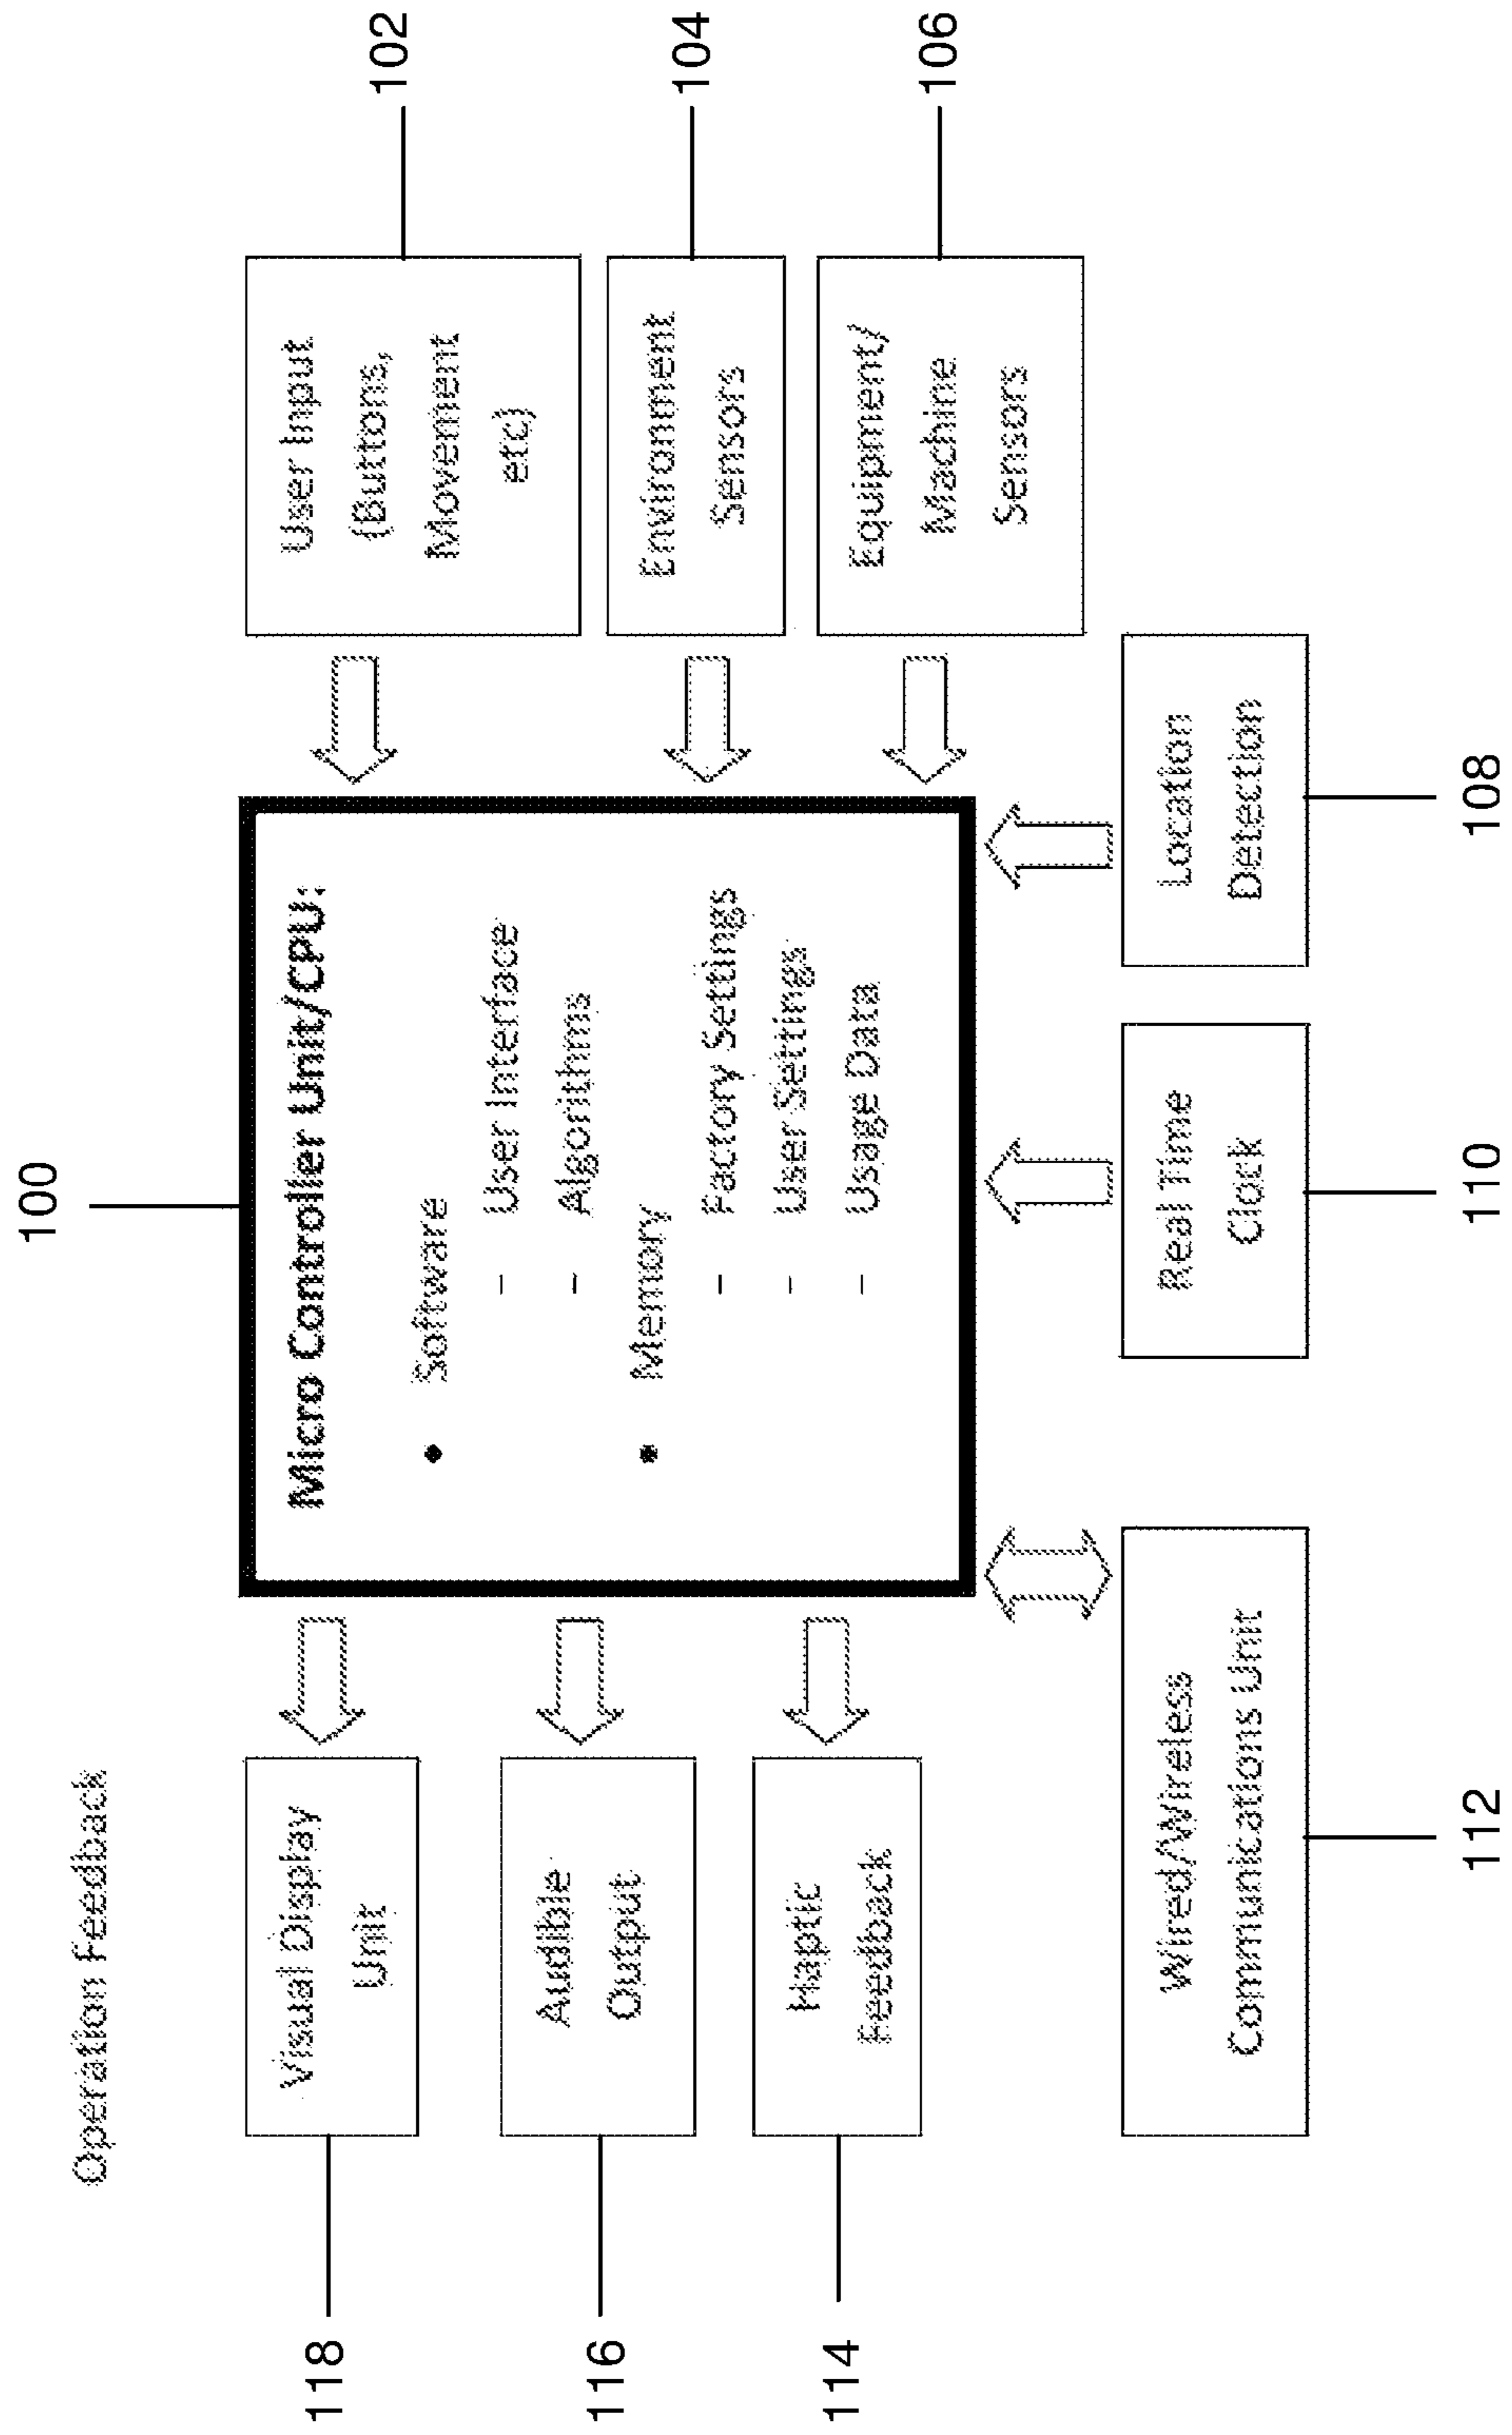 Operation Feedback
100
118
Visual Display
Unit
116
Audible
Output
114
Haptic
Feedback
Micro Controller Unit/CPU:
• Software
– User Interface
– Algorithms
• Memory
– Factory Settings
– User Settings
– Usage Data
User Input
(Buttons,
Movement
etc)
102
Environment
Sensors
104
Equipment/
Machine
Sensors
106
Wired/Wireless
Communications Unit
112
Real Time
Clock
110
Location
Detection
108